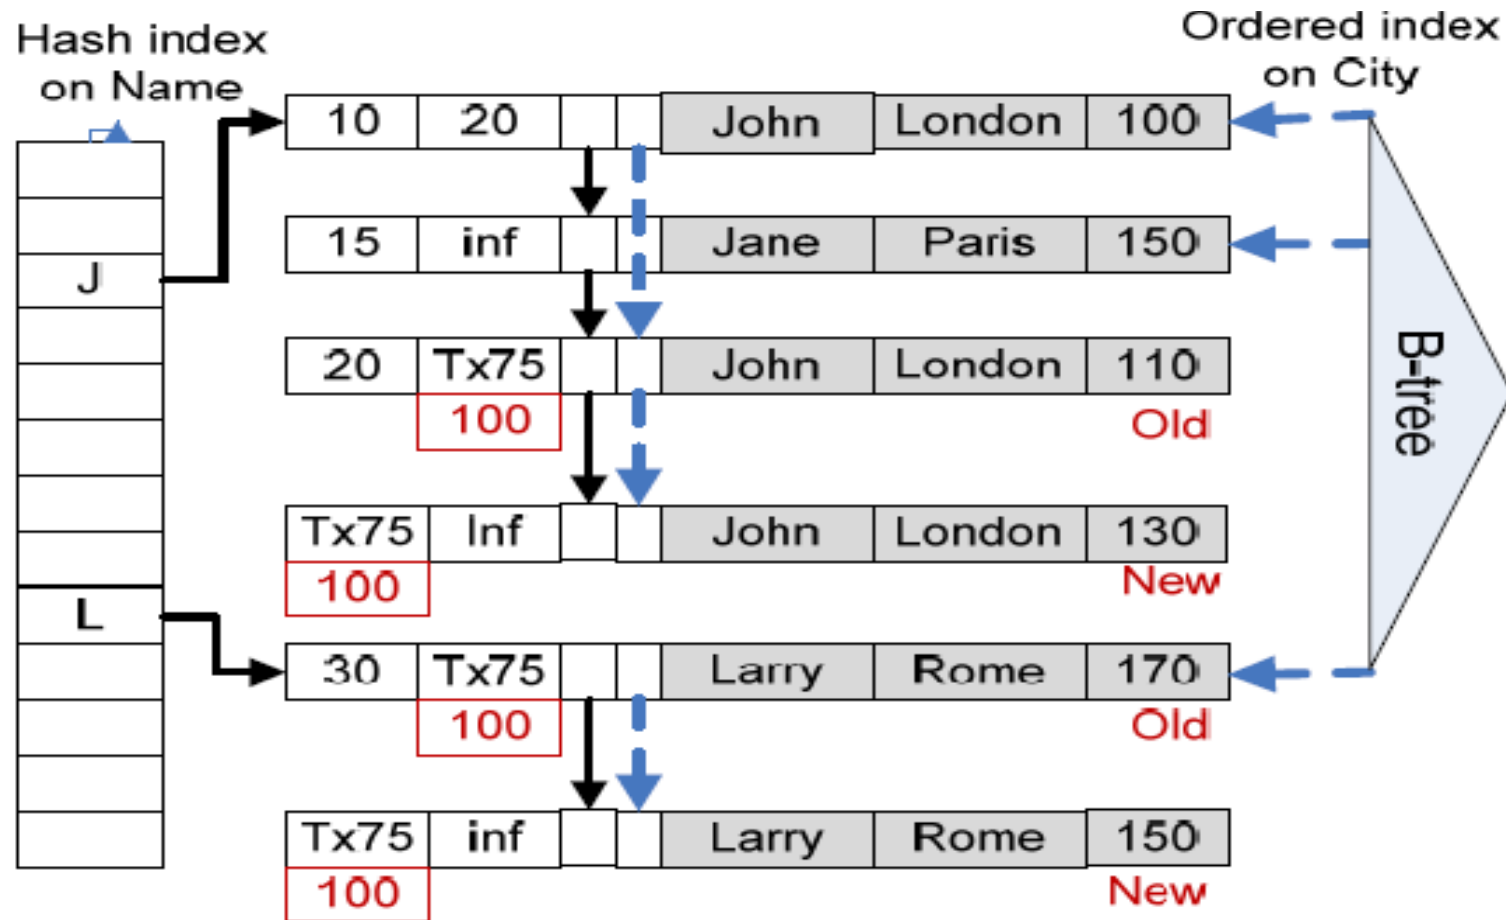 Hash index
on Name
Ordered index
on City
10 20 John London 100
15 inf Jane Paris 150
J
20 Tx75 John London 110
100 Old
B-tree
Tx75 Inf John London 130
100 New
L
30 Tx75 Larry Rome 170
100 Old
Tx75 inf Larry Rome 150
100 New